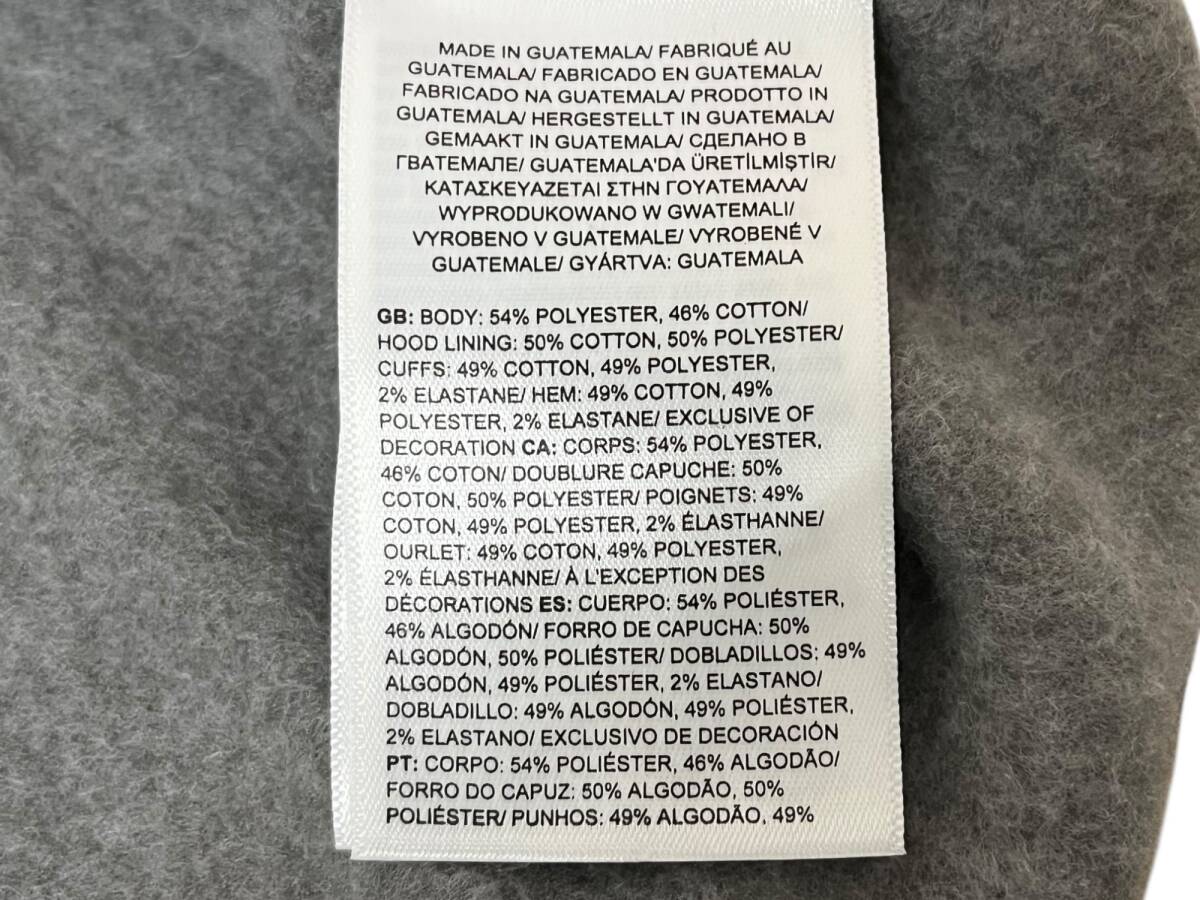 MADE IN GUATEMALA/ FABRIQUÉ AU
GUATEMALA/ FABRICADO EN GUATEMALA/
FABRICADO NA GUATEMALA/ PRODOTTO IN
GUATEMALA/ HERGESTELLT IN GUATEMALA/
GEMAAKT IN GUATEMALA/ СДЕЛАНО В
ГВАТЕМАЛЕ/ GUATEMALA'DA ÜRETİLMİŞTİR/
ΚΑΤΑΣΚΕΥΑΖΕΤΑΙ ΣΤΗΝ ΓΟΥΑΤΕΜΑΛΑ/
WYPRODUKOWANO W GWATEMALI/
VYROBENO V GUATEMALE/ VYROBENÉ V
GUATEMALE/ GYÁRTVA: GUATEMALA
GB: BODY: 54% POLYESTER, 46% COTTON/
HOOD LINING: 50% COTTON, 50% POLYESTER/
CUFFS: 49% COTTON, 49% POLYESTER,
2% ELASTANE/ HEM: 49% COTTON, 49%
POLYESTER, 2% ELASTANE/ EXCLUSIVE OF
DECORATION CA: CORPS: 54% POLYESTER,
46% COTON/ DOUBLURE CAPUCHE: 50%
COTON, 50% POLYESTER/ POIGNETS: 49%
COTON, 49% POLYESTER, 2% ÉLASTHANNE/
OURLET: 49% COTON, 49% POLYESTER,
2% ÉLASTHANNE/ À L'EXCEPTION DES
DÉCORATIONS ES: CUERPO: 54% POLIÉSTER,
46% ALGODÓN/ FORRO DE CAPUCHA: 50%
ALGODÓN, 50% POLIÉSTER/ DOBLADILLOS: 49%
ALGODÓN, 49% POLIÉSTER, 2% ELASTANO/
DOBLADILLO: 49% ALGODÓN, 49% POLIÉSTER,
2% ELASTANO/ EXCLUSIVO DE DECORACIÓN
PT: CORPO: 54% POLIÉSTER, 46% ALGODÃO/
FORRO DO CAPUZ: 50% ALGODÃO, 50%
POLIÉSTER/ PUNHOS: 49% ALGODÃO, 49%